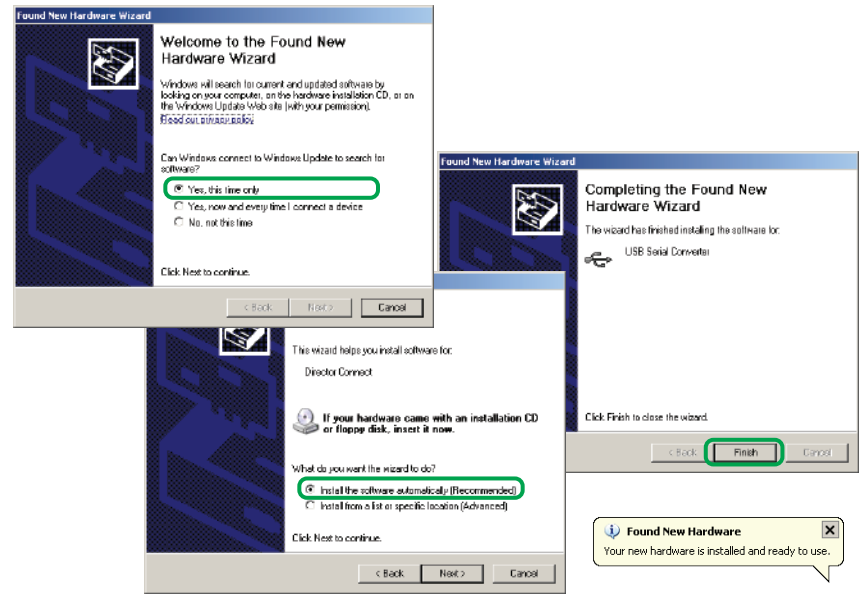 Found New Hardware Wizard
Welcome to the Found New
Hardware Wizard
Windows will search for current and updated software by
looking on your computer, on the hardware installation CD, or on
the Windows Update Web site (with your permission).
Read our privacy policy
Can Windows connect to Windows Update to search for
software?
Yes, this time only
Yes, now and every time I connect a device
No, not this time
Click Next to continue.
< Back
Next >
Cancel
This wizard helps you install software for:
Director Connect
If your hardware came with an installation CD
or floppy disk, insert it now.
What do you want the wizard to do?
Install the software automatically (Recommended)
Install from a list or specific location (Advanced)
Click Next to continue.
< Back
Next >
Cancel
Found New Hardware Wizard
Completing the Found New
Hardware Wizard
The wizard has finished installing the software for:
USB Serial Converter
Click Finish to close the wizard.
< Back
Finish
Cancel
Found New Hardware
Your new hardware is installed and ready to use.